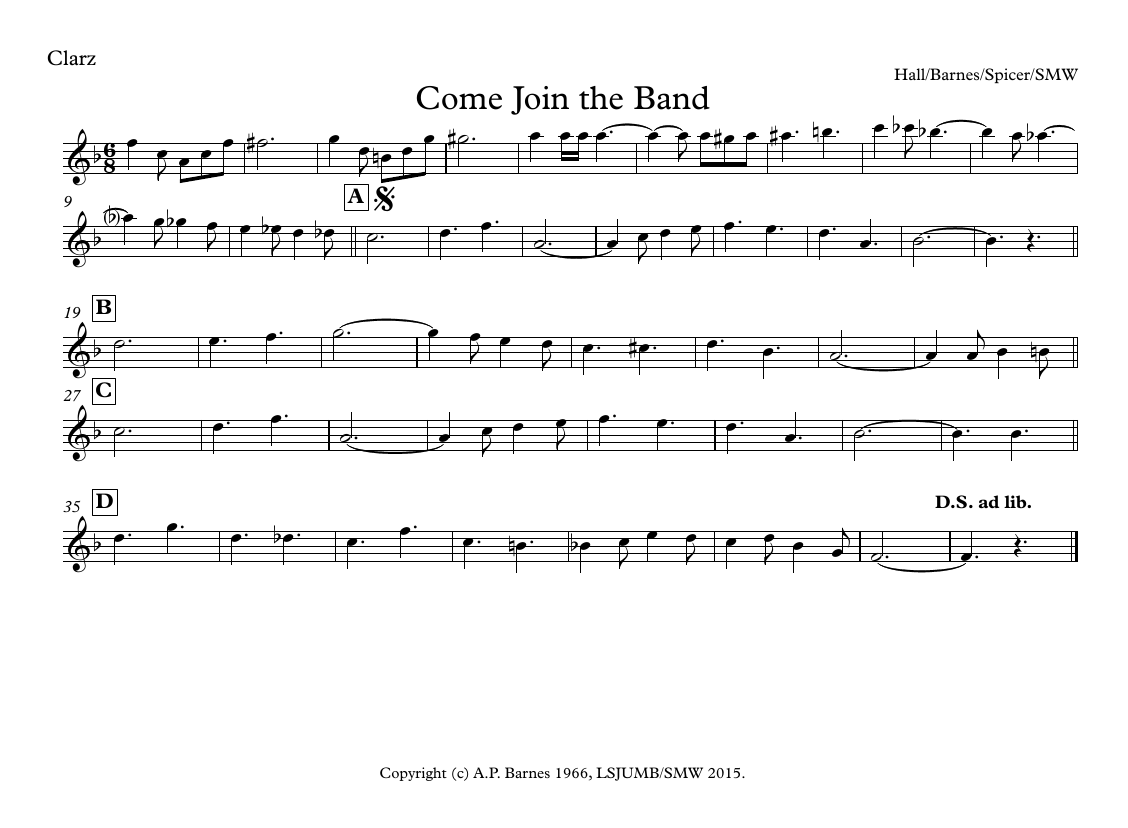 Clarz
Hall/Barnes/Spicer/SMW
Come Join the Band
6
8
9
A
19
B
27
C
35
D
D.S. ad lib.
Copyright (c) A.P. Barnes 1966, LSJUMB/SMW 2015.